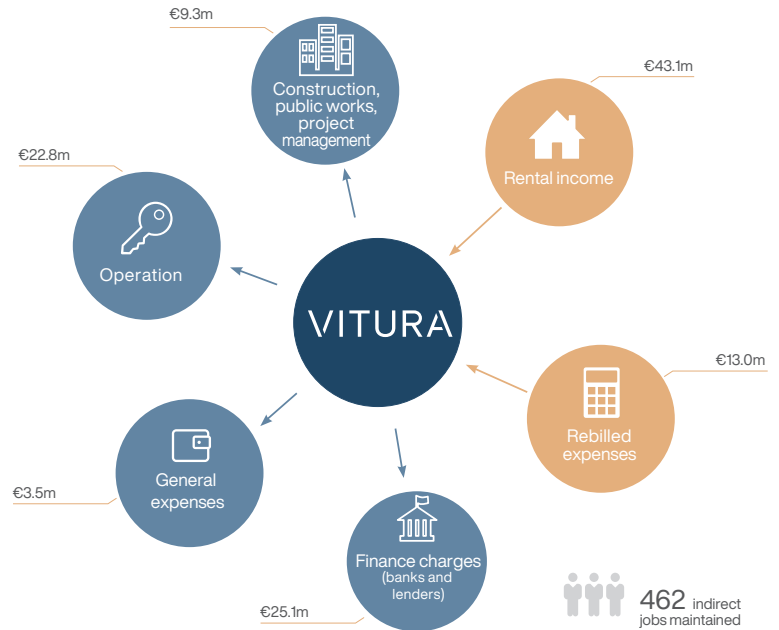 €9.3m
Construction,
public works,
project
management
€43.1m
Rental income
€22.8m
Operation
VITURA
€13.0m
Rebilled
expenses
General
expenses
€3.5m
Finance charges
(banks and
lenders)
€25.1m
462 indirect
jobs maintained